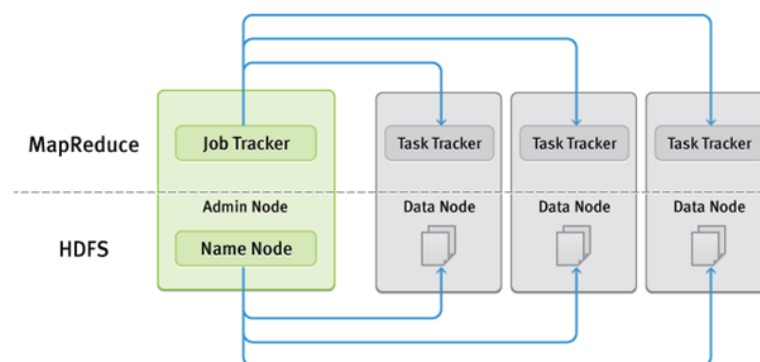 MapReduce
Job Tracker
Task Tracker
Task Tracker
Task Tracker
Admin Node
Data Node
Data Node
Data Node
HDFS
Name Node